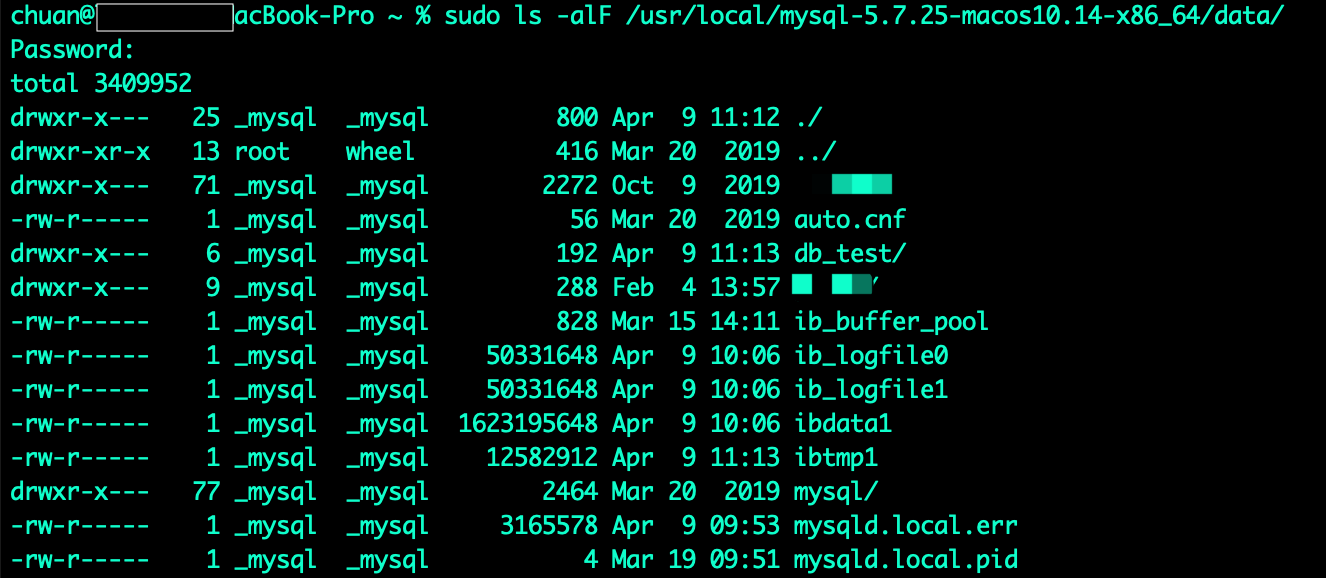 chuan@ acBook-Pro ~ % sudo ls -alF /usr/local/mysql-5.7.25-macos10.14-x86_64/data/
Password:
total 3409952
drwxr-x---   25 _mysql  _mysql         800 Apr  9 11:12 ./
drwxr-xr-x   13 root    wheel          416 Mar 20  2019 ../
drwxr-x---   71 _mysql  _mysql        2272 Oct  9  2019
-rw-r-----    1 _mysql  _mysql          56 Mar 20  2019 auto.cnf
drwxr-x---    6 _mysql  _mysql         192 Apr  9 11:13 db_test/
drwxr-x---    9 _mysql  _mysql         288 Feb  4 13:57
-rw-r-----    1 _mysql  _mysql         828 Mar 15 14:11 ib_buffer_pool
-rw-r-----    1 _mysql  _mysql    50331648 Apr  9 10:06 ib_logfile0
-rw-r-----    1 _mysql  _mysql    50331648 Apr  9 10:06 ib_logfile1
-rw-r-----    1 _mysql  _mysql  1623195648 Apr  9 10:06 ibdata1
-rw-r-----    1 _mysql  _mysql    12582912 Apr  9 11:13 ibtmp1
drwxr-x---   77 _mysql  _mysql        2464 Mar 20  2019 mysql/
-rw-r-----    1 _mysql  _mysql     3165578 Apr  9 09:53 mysqld.local.err
-rw-r-----    1 _mysql  _mysql           4 Mar 19 09:51 mysqld.local.pid